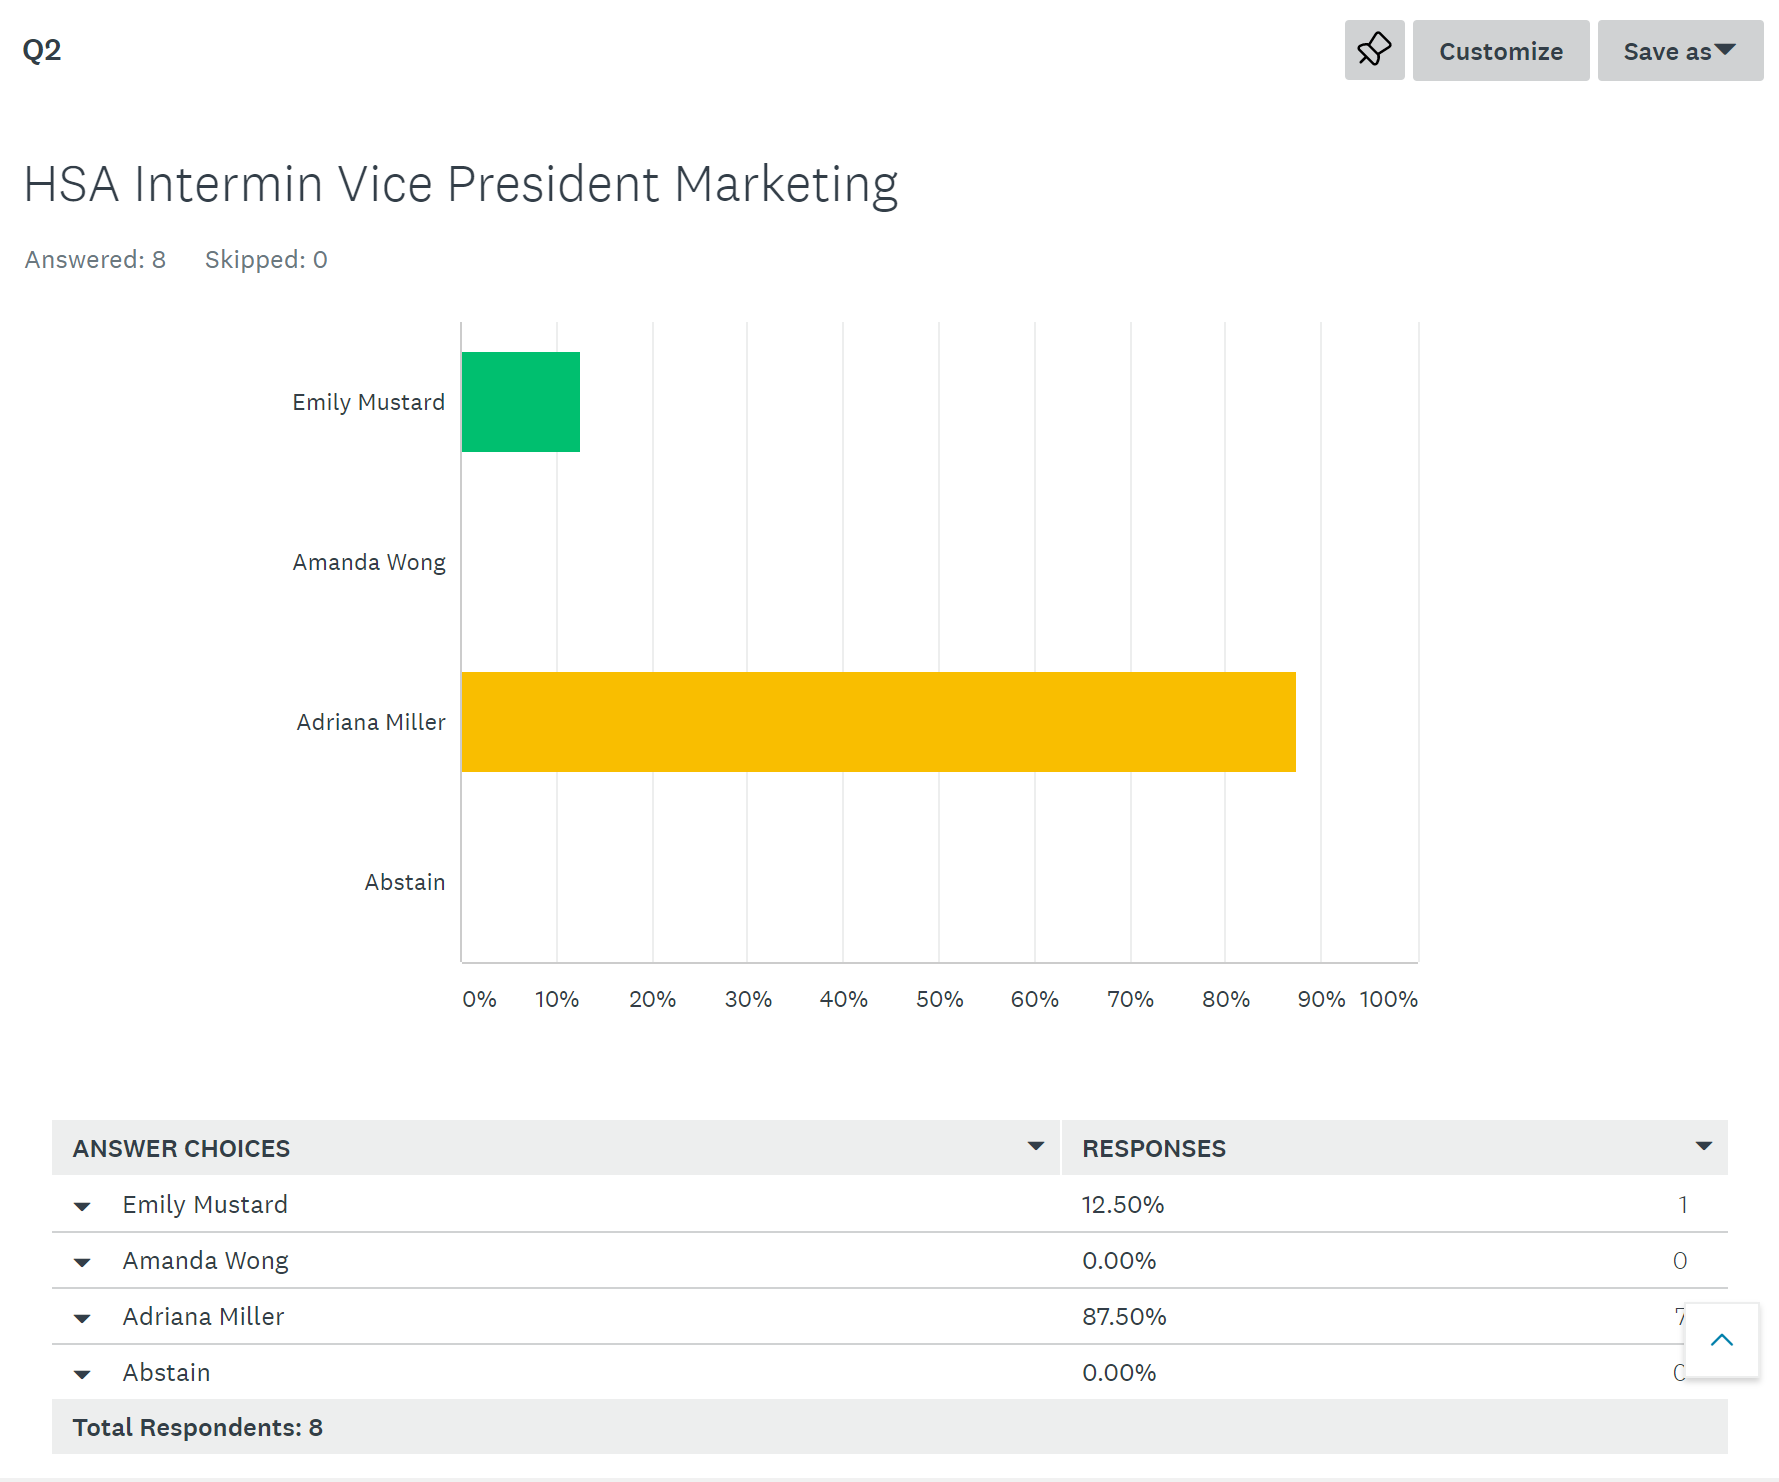 Q2
Customize
Save as
HSA Intermin Vice President Marketing
Answered: 8 Skipped: 0
Emily Mustard
Amanda Wong
Adriana Miller
Abstain
0% 10% 20% 30% 40% 50% 60% 70% 80% 90% 100%
ANSWER CHOICES RESPONSES
Emily Mustard 12.50% 1
Amanda Wong 0.00% 0
Adriana Miller 87.50% 7
Abstain 0.00% 0
Total Respondents: 8